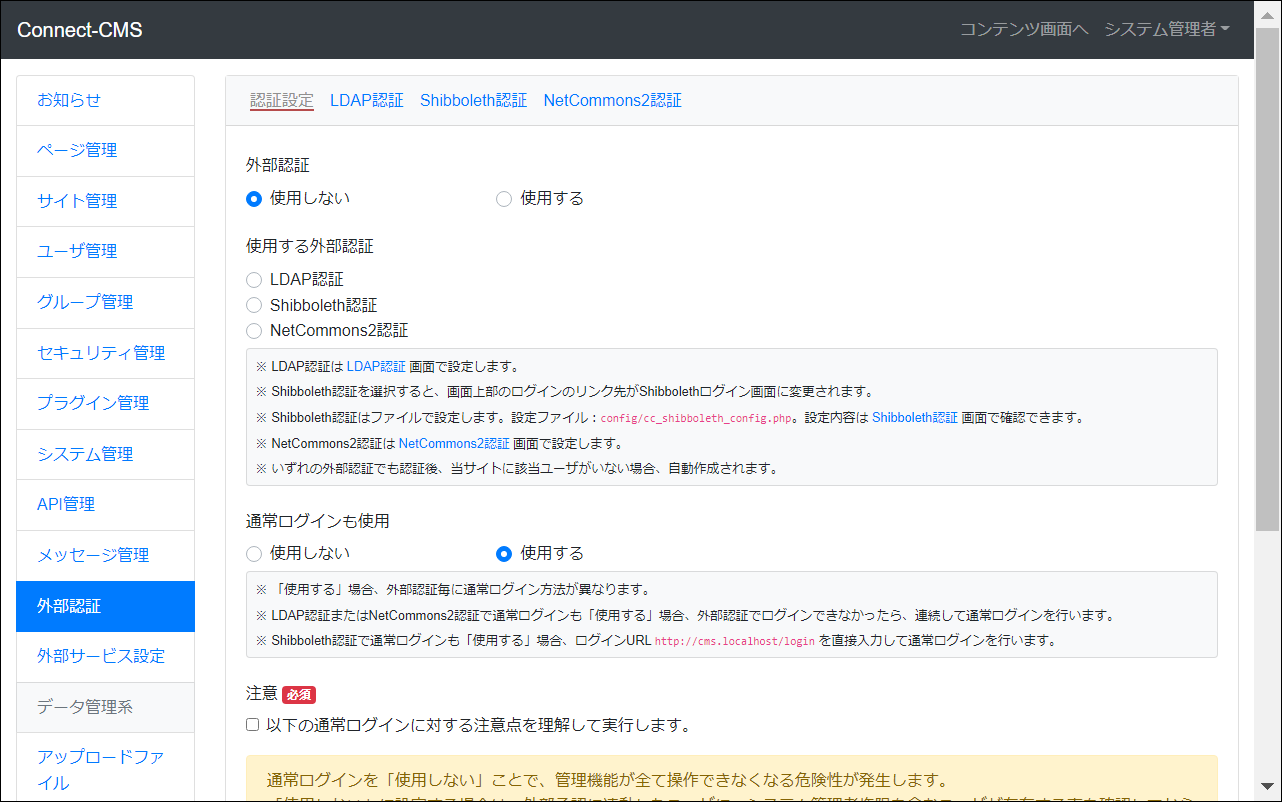 Connect-CMS
コンテンツ画面へ システム管理者
お知らせ
ページ管理
サイト管理
ユーザ管理
グループ管理
セキュリティ管理
プラグイン管理
システム管理
API管理
メッセージ管理
外部認証
外部サービス設定
データ管理系
アップロードファ
イル
認証設定 LDAP認証 Shibboleth認証 NetCommons2認証
外部認証
使用しない 使用する
使用する外部認証
LDAP認証
Shibboleth認証
NetCommons2認証
※ LDAP認証は LDAP認証 画面で設定します。
※ Shibboleth認証を選択すると、画面上部のログインのリンク先がShibbolethログイン画面に変更されます。
※ Shibboleth認証はファイルで設定します。設定ファイル：config/cc_shibboleth_config.php。設定内容は Shibboleth認証 画面で確認できます。
※ NetCommons2認証は NetCommons2認証 画面で設定します。
※ いずれの外部認証でも認証後、当サイトに該当ユーザがいない場合、自動作成されます。
通常ログインも使用
使用しない 使用する
※ 「使用する」場合、外部認証毎に通常ログイン方法が異なります。
※ LDAP認証またはNetCommons2認証で通常ログインも「使用する」場合、外部認証でログインできなかったら、連続して通常ログインを行います。
※ Shibboleth認証で通常ログインも「使用する」場合、ログインURL http://cms.localhost/login を直接入力して通常ログインを行います。
注意 必須
以下の通常ログインに対する注意点を理解して実行します。
通常ログインを「使用しない」ことで、管理機能が全て操作できなくなる危険性が発生します。